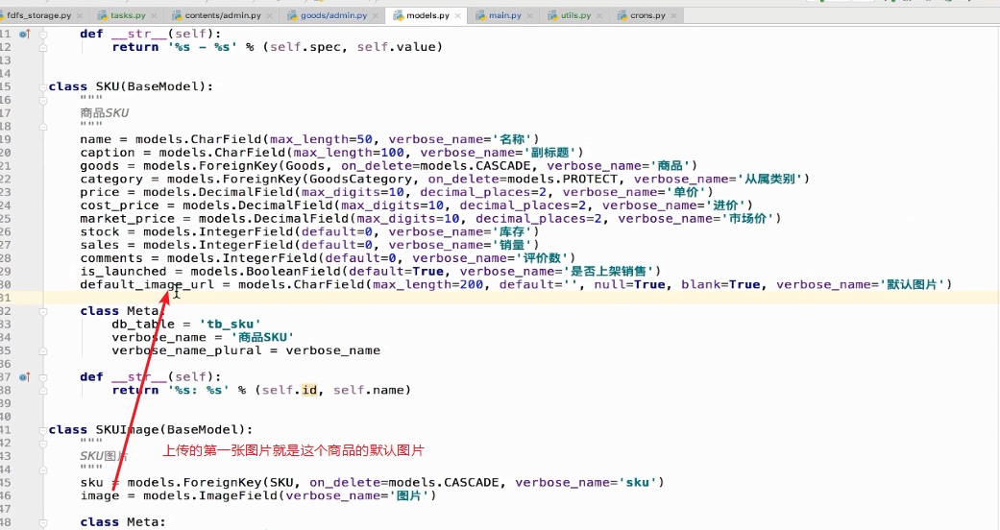 fdfs_storage.py tasks.py contents/admin.py goods/admin.py models.py main.py utils.py crons.py
11 def __str__(self):
12 return '%s - %s' % (self.spec, self.value)
13
14
15 class SKU(BaseModel):
16 """
17 商品SKU
18 """
19 name = models.CharField(max_length=50, verbose_name='名称')
20 caption = models.CharField(max_length=100, verbose_name='副标题')
21 goods = models.ForeignKey(Goods, on_delete=models.CASCADE, verbose_name='商品')
22 category = models.ForeignKey(GoodsCategory, on_delete=models.PROTECT, verbose_name='从属类别')
23 price = models.DecimalField(max_digits=10, decimal_places=2, verbose_name='单价')
24 cost_price = models.DecimalField(max_digits=10, decimal_places=2, verbose_name='进价')
25 market_price = models.DecimalField(max_digits=10, decimal_places=2, verbose_name='市场价')
26 stock = models.IntegerField(default=0, verbose_name='库存')
27 sales = models.IntegerField(default=0, verbose_name='销量')
28 comments = models.IntegerField(default=0, verbose_name='评价数')
29 is_launched = models.BooleanField(default=True, verbose_name='是否上架销售')
30 default_image_url = models.CharField(max_length=200, default='', null=True, blank=True, verbose_name='默认图片')
31
32 class Meta:
33 db_table = 'tb_sku'
34 verbose_name = '商品SKU'
35 verbose_name_plural = verbose_name
36
37 def __str__(self):
38 return '%s: %s' % (self.id, self.name)
39
40
41 class SKUImage(BaseModel):
42 """
上传的第一张图片就是这个商品的默认图片
43 SKU图片
44 """
45 sku = models.ForeignKey(SKU, on_delete=models.CASCADE, verbose_name='sku')
46 image = models.ImageField(verbose_name='图片')
47
48 class Meta: